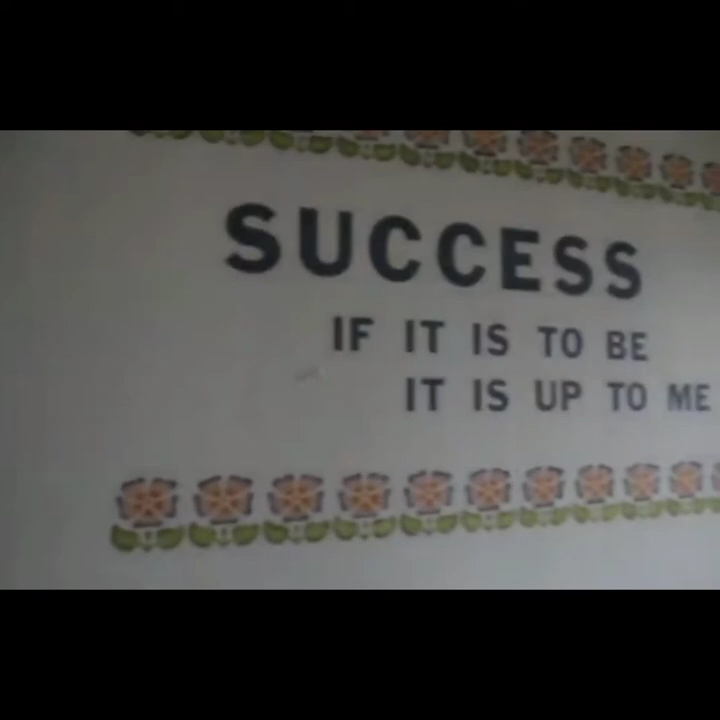 SUCCESS
IF IT IS TO BE
IT IS UP TO ME